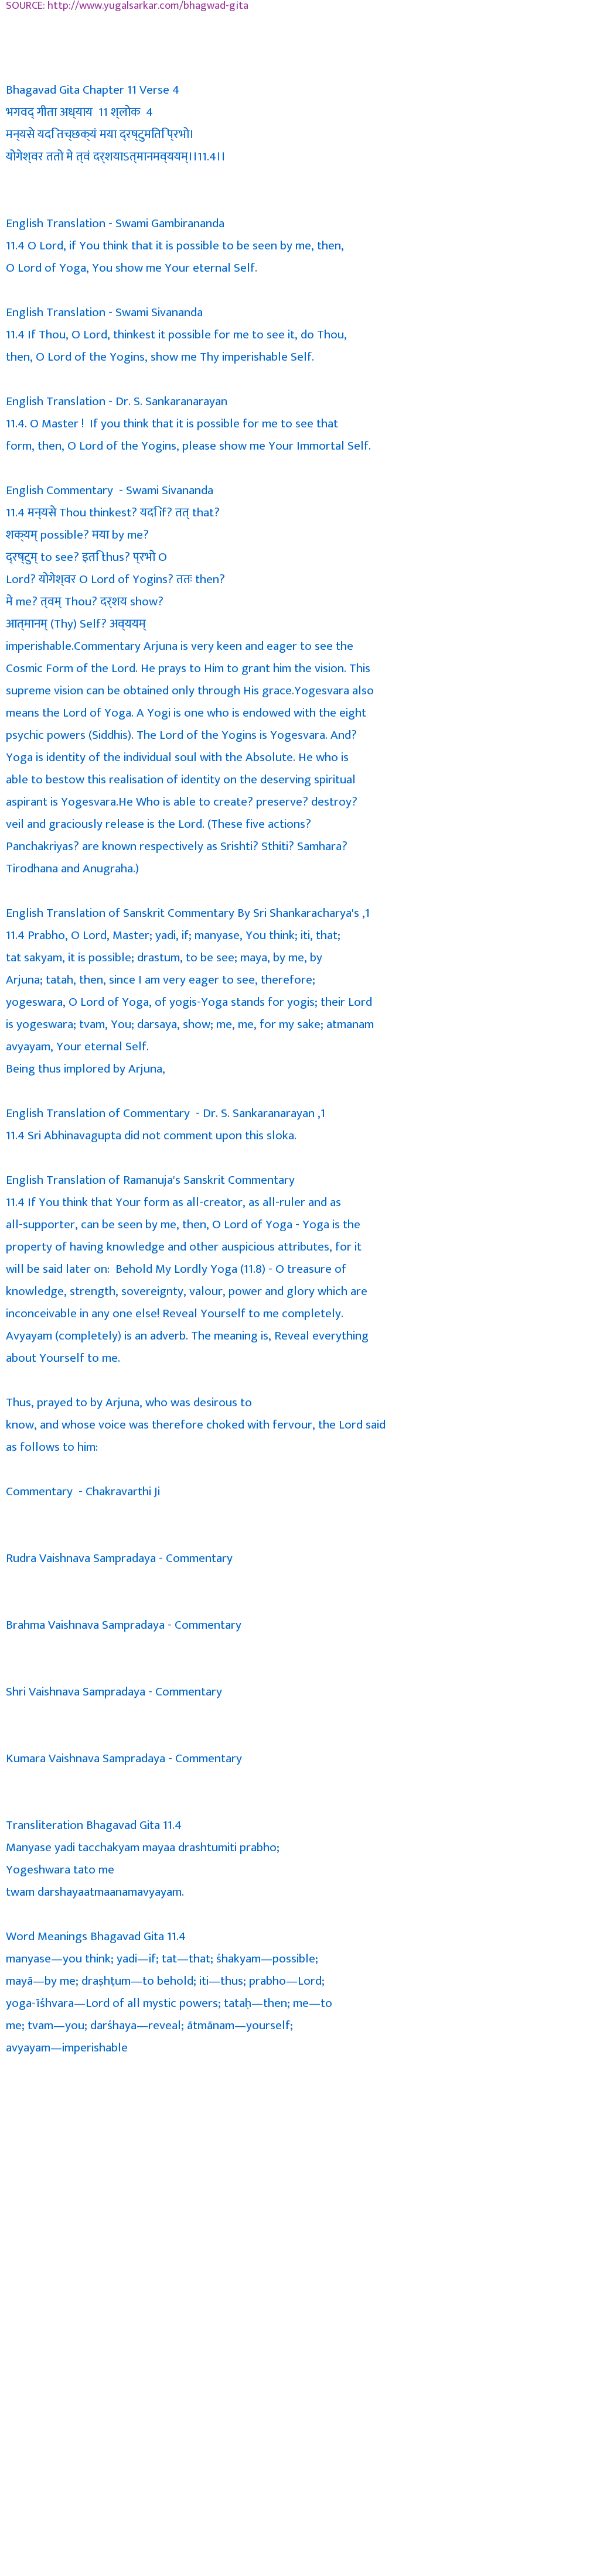 SOURCE: http://www.yugalsarkar.com/bhagwad-gita
Bhagavad Gita Chapter 11 Verse 4
भगवद् गीता अध्याय 11 श्लोक 4
मन्यसे यदि तच्छक्यं मया द्रष्टुमिति प्रभो।
योगेश्वर ततो मे त्वं दर्शयाऽत्मानमव्ययम्।।11.4।।
English Translation - Swami Gambirananda
11.4 O Lord, if You think that it is possible to be seen by me, then,
O Lord of Yoga, You show me Your eternal Self.
English Translation - Swami Sivananda
11.4 If Thou, O Lord, thinkest it possible for me to see it, do Thou,
then, O Lord of the Yogins, show me Thy imperishable Self.
English Translation - Dr. S. Sankaranarayan
11.4. O Master ! If you think that it is possible for me to see that
form, then, O Lord of the Yogins, please show me Your Immortal Self.
English Commentary - Swami Sivananda
11.4 मन्यसे Thou thinkest? यदि if? तत् that?
शक्यम् possible? मया by me?
द्रष्टुम् to see? इति thus? प्रभो O
Lord? योगेश्वर O Lord of Yogins? ततः then?
मे me? त्वम् Thou? दर्शय show?
आत्मानम् (Thy) Self? अव्ययम्
imperishable.Commentary Arjuna is very keen and eager to see the
Cosmic Form of the Lord. He prays to Him to grant him the vision. This
supreme vision can be obtained only through His grace.Yogesvara also
means the Lord of Yoga. A Yogi is one who is endowed with the eight
psychic powers (Siddhis). The Lord of the Yogins is Yogesvara. And?
Yoga is identity of the individual soul with the Absolute. He who is
able to bestow this realisation of identity on the deserving spiritual
aspirant is Yogesvara.He Who is able to create? preserve? destroy?
veil and graciously release is the Lord. (These five actions?
Panchakriyas? are known respectively as Srishti? Sthiti? Samhara?
Tirodhana and Anugraha.)
English Translation of Sanskrit Commentary By Sri Shankaracharya's ,1
11.4 Prabho, O Lord, Master; yadi, if; manyase, You think; iti, that;
tat sakyam, it is possible; drastum, to be see; maya, by me, by
Arjuna; tatah, then, since I am very eager to see, therefore;
yogeswara, O Lord of Yoga, of yogis-Yoga stands for yogis; their Lord
is yogeswara; tvam, You; darsaya, show; me, me, for my sake; atmanam
avyayam, Your eternal Self.
Being thus implored by Arjuna,
English Translation of Commentary - Dr. S. Sankaranarayan ,1
11.4 Sri Abhinavagupta did not comment upon this sloka.
English Translation of Ramanuja's Sanskrit Commentary
11.4 If You think that Your form as all-creator, as all-ruler and as
all-supporter, can be seen by me, then, O Lord of Yoga - Yoga is the
property of having knowledge and other auspicious attributes, for it
will be said later on: Behold My Lordly Yoga (11.8) - O treasure of
knowledge, strength, sovereignty, valour, power and glory which are
inconceivable in any one else! Reveal Yourself to me completely.
Avyayam (completely) is an adverb. The meaning is, Reveal everything
about Yourself to me.
Thus, prayed to by Arjuna, who was desirous to
know, and whose voice was therefore choked with fervour, the Lord said
as follows to him:
Commentary - Chakravarthi Ji
Rudra Vaishnava Sampradaya - Commentary
Brahma Vaishnava Sampradaya - Commentary
Shri Vaishnava Sampradaya - Commentary
Kumara Vaishnava Sampradaya - Commentary
Transliteration Bhagavad Gita 11.4
Manyase yadi tacchakyam mayaa drashtumiti prabho;
Yogeshwara tato me
twam darshayaatmaanamavyayam.
Word Meanings Bhagavad Gita 11.4
manyase—you think; yadi—if; tat—that; śhakyam—possible;
mayā—by me; draṣhṭum—to behold; iti—thus; prabho—Lord;
yoga-īśhvara—Lord of all mystic powers; tataḥ—then; me—to
me; tvam—you; darśhaya—reveal; ātmānam—yourself;
avyayam—imperishable